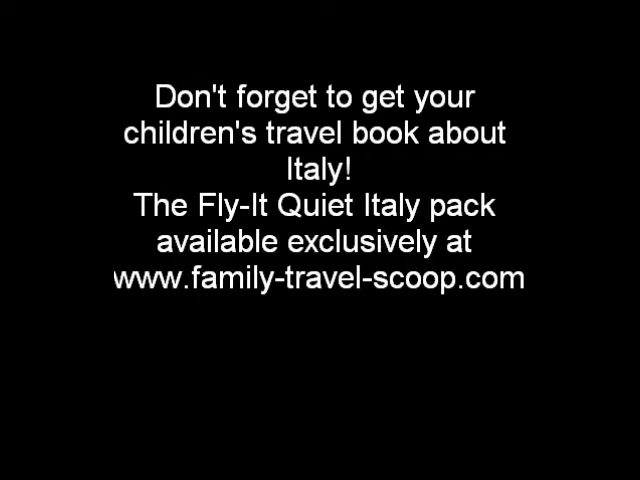 Don't forget to get your
children's travel book about
Italy!
The Fly-It Quiet Italy pack
available exclusively at
www.family-travel-scoop.com